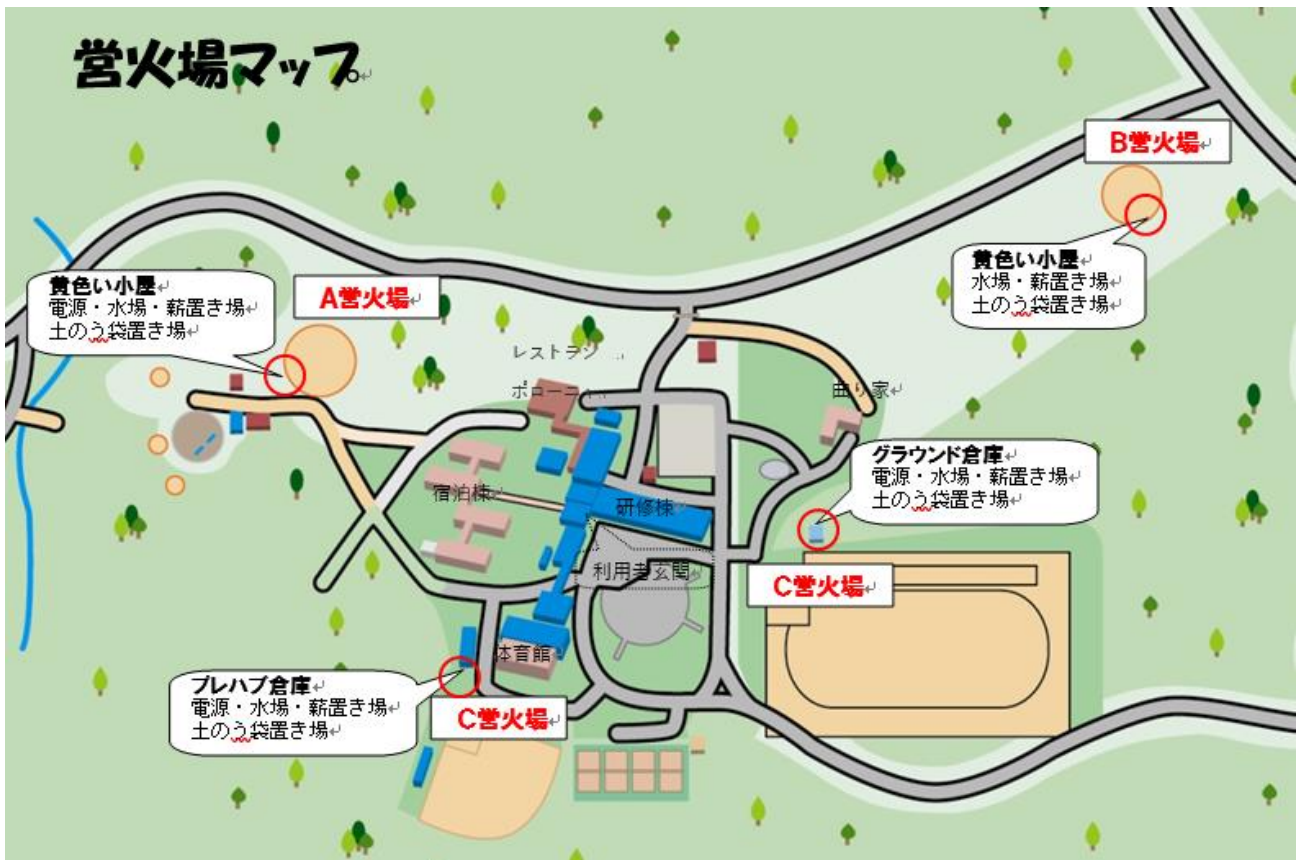 営火場マップ。
B営火場
黄色い小屋
水場・薪置き場
土のう袋置き場
黄色い小屋
電源・水場・薪置き場
土のう袋置き場
A営火場
レストラン
ポローニャ
曲り家
グラウンド倉庫
電源・水場・薪置き場
土のう袋置き場
宿泊棟
研修棟
利用者玄関
C営火場
体育館
プレハブ倉庫
電源・水場・薪置き場
土のう袋置き場
C営火場